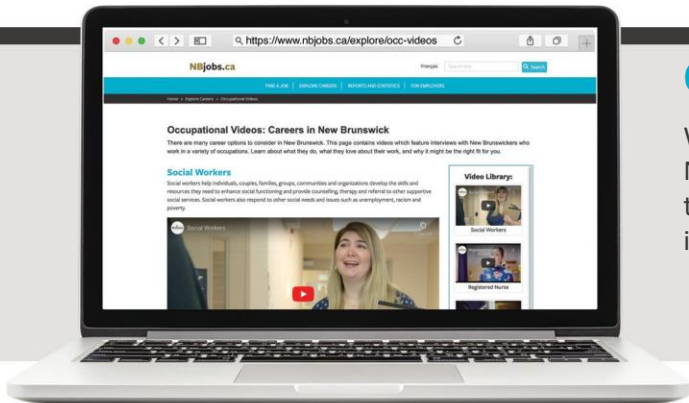 https://www.nbjobs.ca/explore/occ-videos
NBjobs.ca
Français
Search
FIND A JOB | EXPLORE CAREERS | REPORTS AND STATISTICS | FOR EMPLOYERS
Home > Explore Careers > Occupational Videos
Occupational Videos: Careers in New Brunswick
There are many career options to consider in New Brunswick. This page contains videos which feature interviews with New Brunswickers who
work in a variety of occupations. Learn about what they do, what they love about their work, and why it might be the right fit for you.
Social Workers
Social workers help individuals, couples, families, groups, communities and organizations develop the skills and
resources they need to enhance social functioning and provide counselling, therapy and referral to other supportive
social services. Social workers also respond to other social needs and issues such as unemployment, racism and
poverty.
Social Workers
Video Library:
Social Workers
Registered Nurse